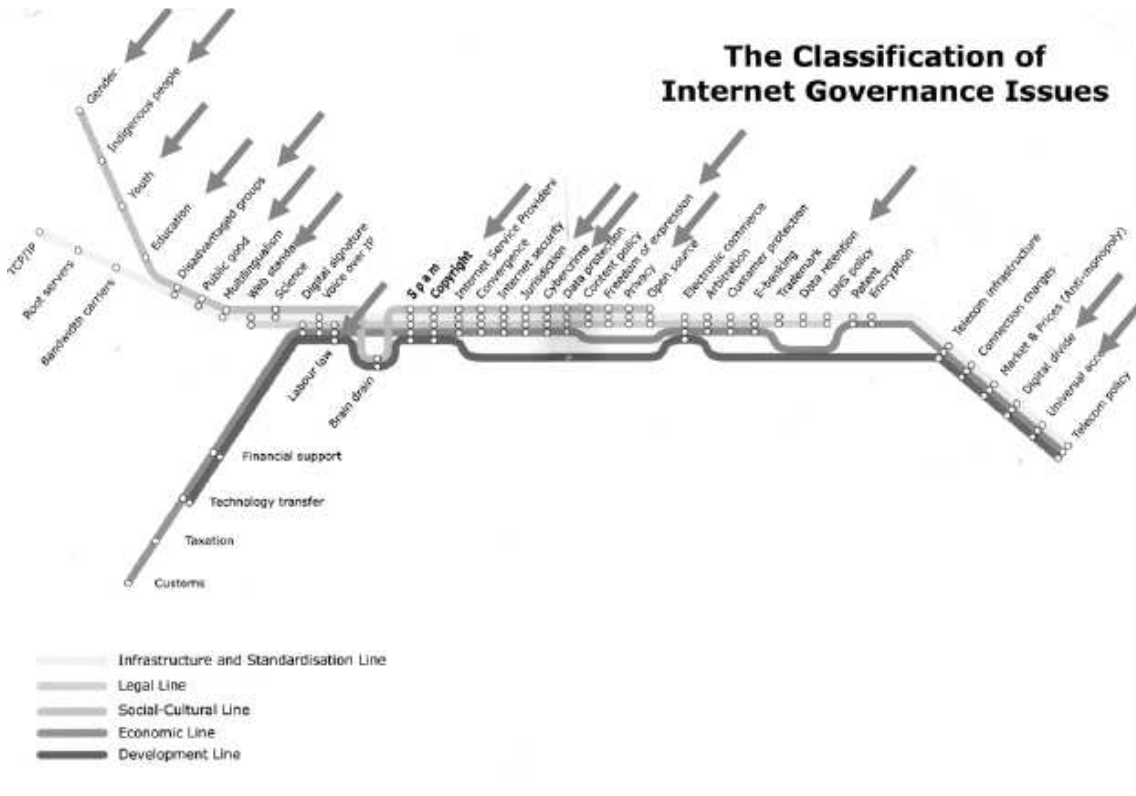 The Classification of
Internet Governance Issues
Gender
Indigenous people
Youth
Education
Disadvantaged groups
Public good
Multilingualism
Web standa
Science
Digital signature
Voice over IP
TCP/IP
Root servers
Bandwidth carriers
Spam
Copyright
Internet Service Providers
Convergence
Internet security
Jurisdiction
Cybercrime
Data protection
Content policy
Freedom of expression
Privacy
Open source
Electronic commerce
Arbitration
Customer protection
E-banking
Trademark
Data retention
DNS policy
Patent
Encryption
Telecom infrastructure
Connection charges
Market & Prices (Anti-monopoly)
Digital divide
Universal acc
Telecom policy
Labour law
Brain drain
Financial support
Technology transfer
Taxation
Customs
Infrastructure and Standardisation Line
Legal Line
Social-Cultural Line
Economic Line
Development Line